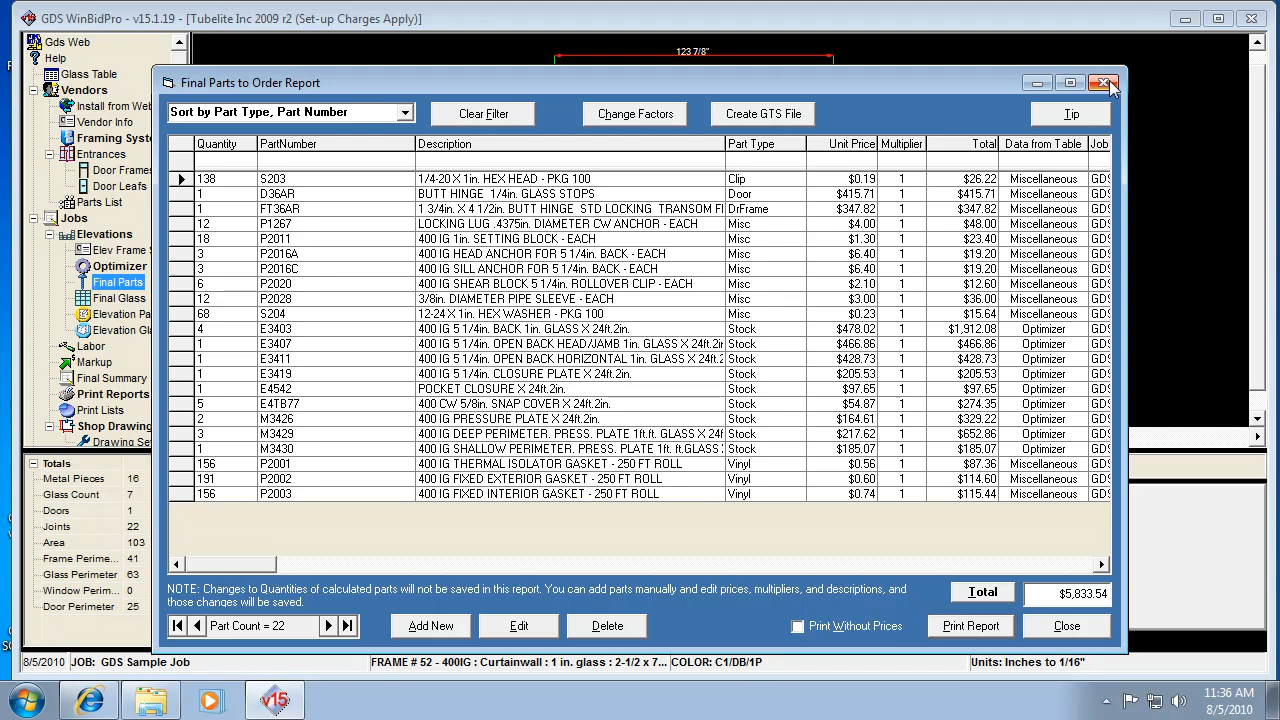 GDS WinBidPro - v15.1.19 - [Tubelite Inc 2009 r2 (Set-up Charges Apply)]
Gds Web
Help
Glass Table
Vendors
Install from Web
Vendor Info
Framing Syst
Entrances
Door Frames
Door Leafs
Parts List
Jobs
Elevations
Elev Frame S
Optimizer
Final Parts
Final Glass
Elevation Pa
Elevation Gla
Labor
Markup
Final Summary
Print Reports
Print Lists
Shop Drawing
Drawing Se
Totals
Metal Pieces 16
Glass Count 7
Doors 1
Joints 22
Area 103
Frame Perime... 41
Glass Perimeter 63
Window Perim... 0
Door Perimeter 25
123 7/8"
Final Parts to Order Report
Sort by Part Type, Part Number
Clear Filter
Change Factors
Create GTS File
Tip
Quantity PartNumber Description Part Type Unit Price Multiplier Total Data from Table Job
138 S203 1/4-20 X 1in. HEX HEAD - PKG 100 Clip $0.19 1 $26.22 Miscellaneous GDS
1 D36AR BUTT HINGE 1/4in. GLASS STOPS Door $415.71 1 $415.71 Miscellaneous GDS
1 FT36AR 1 3/4in. X 4 1/2in. BUTT HINGE STD LOCKING TRANSOM F DrFrame $347.82 1 $347.82 Miscellaneous GDS
12 P1267 LOCKING LUG .4375in. DIAMETER CW ANCHOR - EACH Misc $4.00 1 $48.00 Miscellaneous GDS
18 P2011 400 IG 1in. SETTING BLOCK - EACH Misc $1.30 1 $23.40 Miscellaneous GDS
3 P2016A 400 IG HEAD ANCHOR FOR 5 1/4in. BACK - EACH Misc $6.40 1 $19.20 Miscellaneous GDS
3 P2016C 400 IG SILL ANCHOR FOR 5 1/4in. BACK - EACH Misc $6.40 1 $19.20 Miscellaneous GDS
6 P2020 400 IG SHEAR BLOCK 5 1/4in. ROLLOVER CLIP - EACH Misc $2.10 1 $12.60 Miscellaneous GDS
12 P2028 3/8in. DIAMETER PIPE SLEEVE - EACH Misc $3.00 1 $36.00 Miscellaneous GDS
68 S204 12-24 X 1in. HEX WASHER - PKG 100 Misc $0.23 1 $15.64 Miscellaneous GDS
4 E3403 400 IG 5 1/4in. BACK 1in. GLASS X 24ft.2in. Stock $478.02 1 $1,912.08 Optimizer GDS
1 E3407 400 IG 5 1/4in. OPEN BACK HEAD/JAMB 1in. GLASS X 24ft.2in Stock $466.86 1 $466.86 Optimizer GDS
1 E3411 400 IG 5 1/4in. OPEN BACK HORIZONTAL 1in. GLASS X 24ft.2in Stock $428.73 1 $428.73 Optimizer GDS
1 E3419 400 IG 5 1/4in. CLOSURE PLATE X 24ft.2in. Stock $205.53 1 $205.53 Optimizer GDS
1 E4542 POCKET CLOSURE X 24ft.2in. Stock $97.65 1 $97.65 Optimizer GDS
5 E4TB77 400 CW 5/8in. SNAP COVER X 24ft.2in. Stock $54.87 1 $274.35 Optimizer GDS
2 M3426 400 IG PRESSURE PLATE X 24ft.2in. Stock $164.61 1 $329.22 Optimizer GDS
3 M3429 400 IG DEEP PERIMETER. PRESS. PLATE 1ft.ft. GLASS X 24f Stock $217.62 1 $652.86 Optimizer GDS
1 M3430 400 IG SHALLOW PERIMETER. PRESS. PLATE 1ft. ft.GLASS X Stock $185.07 1 $185.07 Optimizer GDS
156 P2001 400 IG THERMAL ISOLATOR GASKET - 250 FT ROLL Vinyl $0.56 1 $87.36 Miscellaneous GDS
191 P2002 400 IG FIXED EXTERIOR GASKET - 250 FT ROLL Vinyl $0.60 1 $114.60 Miscellaneous GDS
156 P2003 400 IG FIXED INTERIOR GASKET - 250 FT ROLL Vinyl $0.74 1 $115.44 Miscellaneous GDS
NOTE: Changes to Quantities of calculated parts will not be saved in this report. You can add parts manually and edit prices, multipliers, and descriptions, and
those changes will be saved.
Total $5,833.54
Part Count = 22
Add New
Edit
Delete
Print Without Prices
Print Report
Close
8/5/2010 JOB: GDS Sample Job FRAME # 52 - 400IG : Curtainwall : 1 in. glass : 2-1/2 x 7... COLOR: C1/DB/1P Units: Inches to 1/16"
v15
11:36 AM
8/5/2010